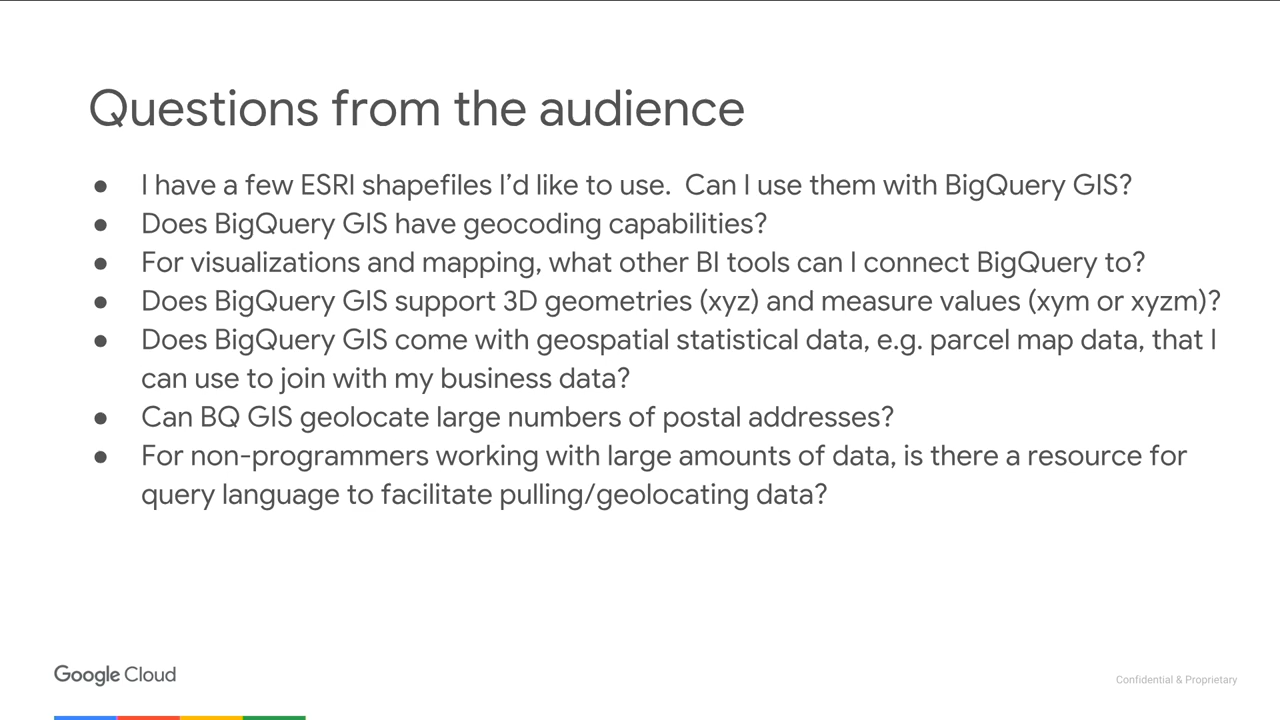 Questions from the audience
● I have a few ESRI shapefiles I’d like to use.  Can I use them with BigQuery GIS?
● Does BigQuery GIS have geocoding capabilities?
● For visualizations and mapping, what other BI tools can I connect BigQuery to?
● Does BigQuery GIS support 3D geometries (xyz) and measure values (xym or xyzm)?
● Does BigQuery GIS come with geospatial statistical data, e.g. parcel map data, that I
can use to join with my business data?
● Can BQ GIS geolocate large numbers of postal addresses?
● For non-programmers working with large amounts of data, is there a resource for
query language to facilitate pulling/geolocating data?
Google Cloud
Confidential & Proprietary